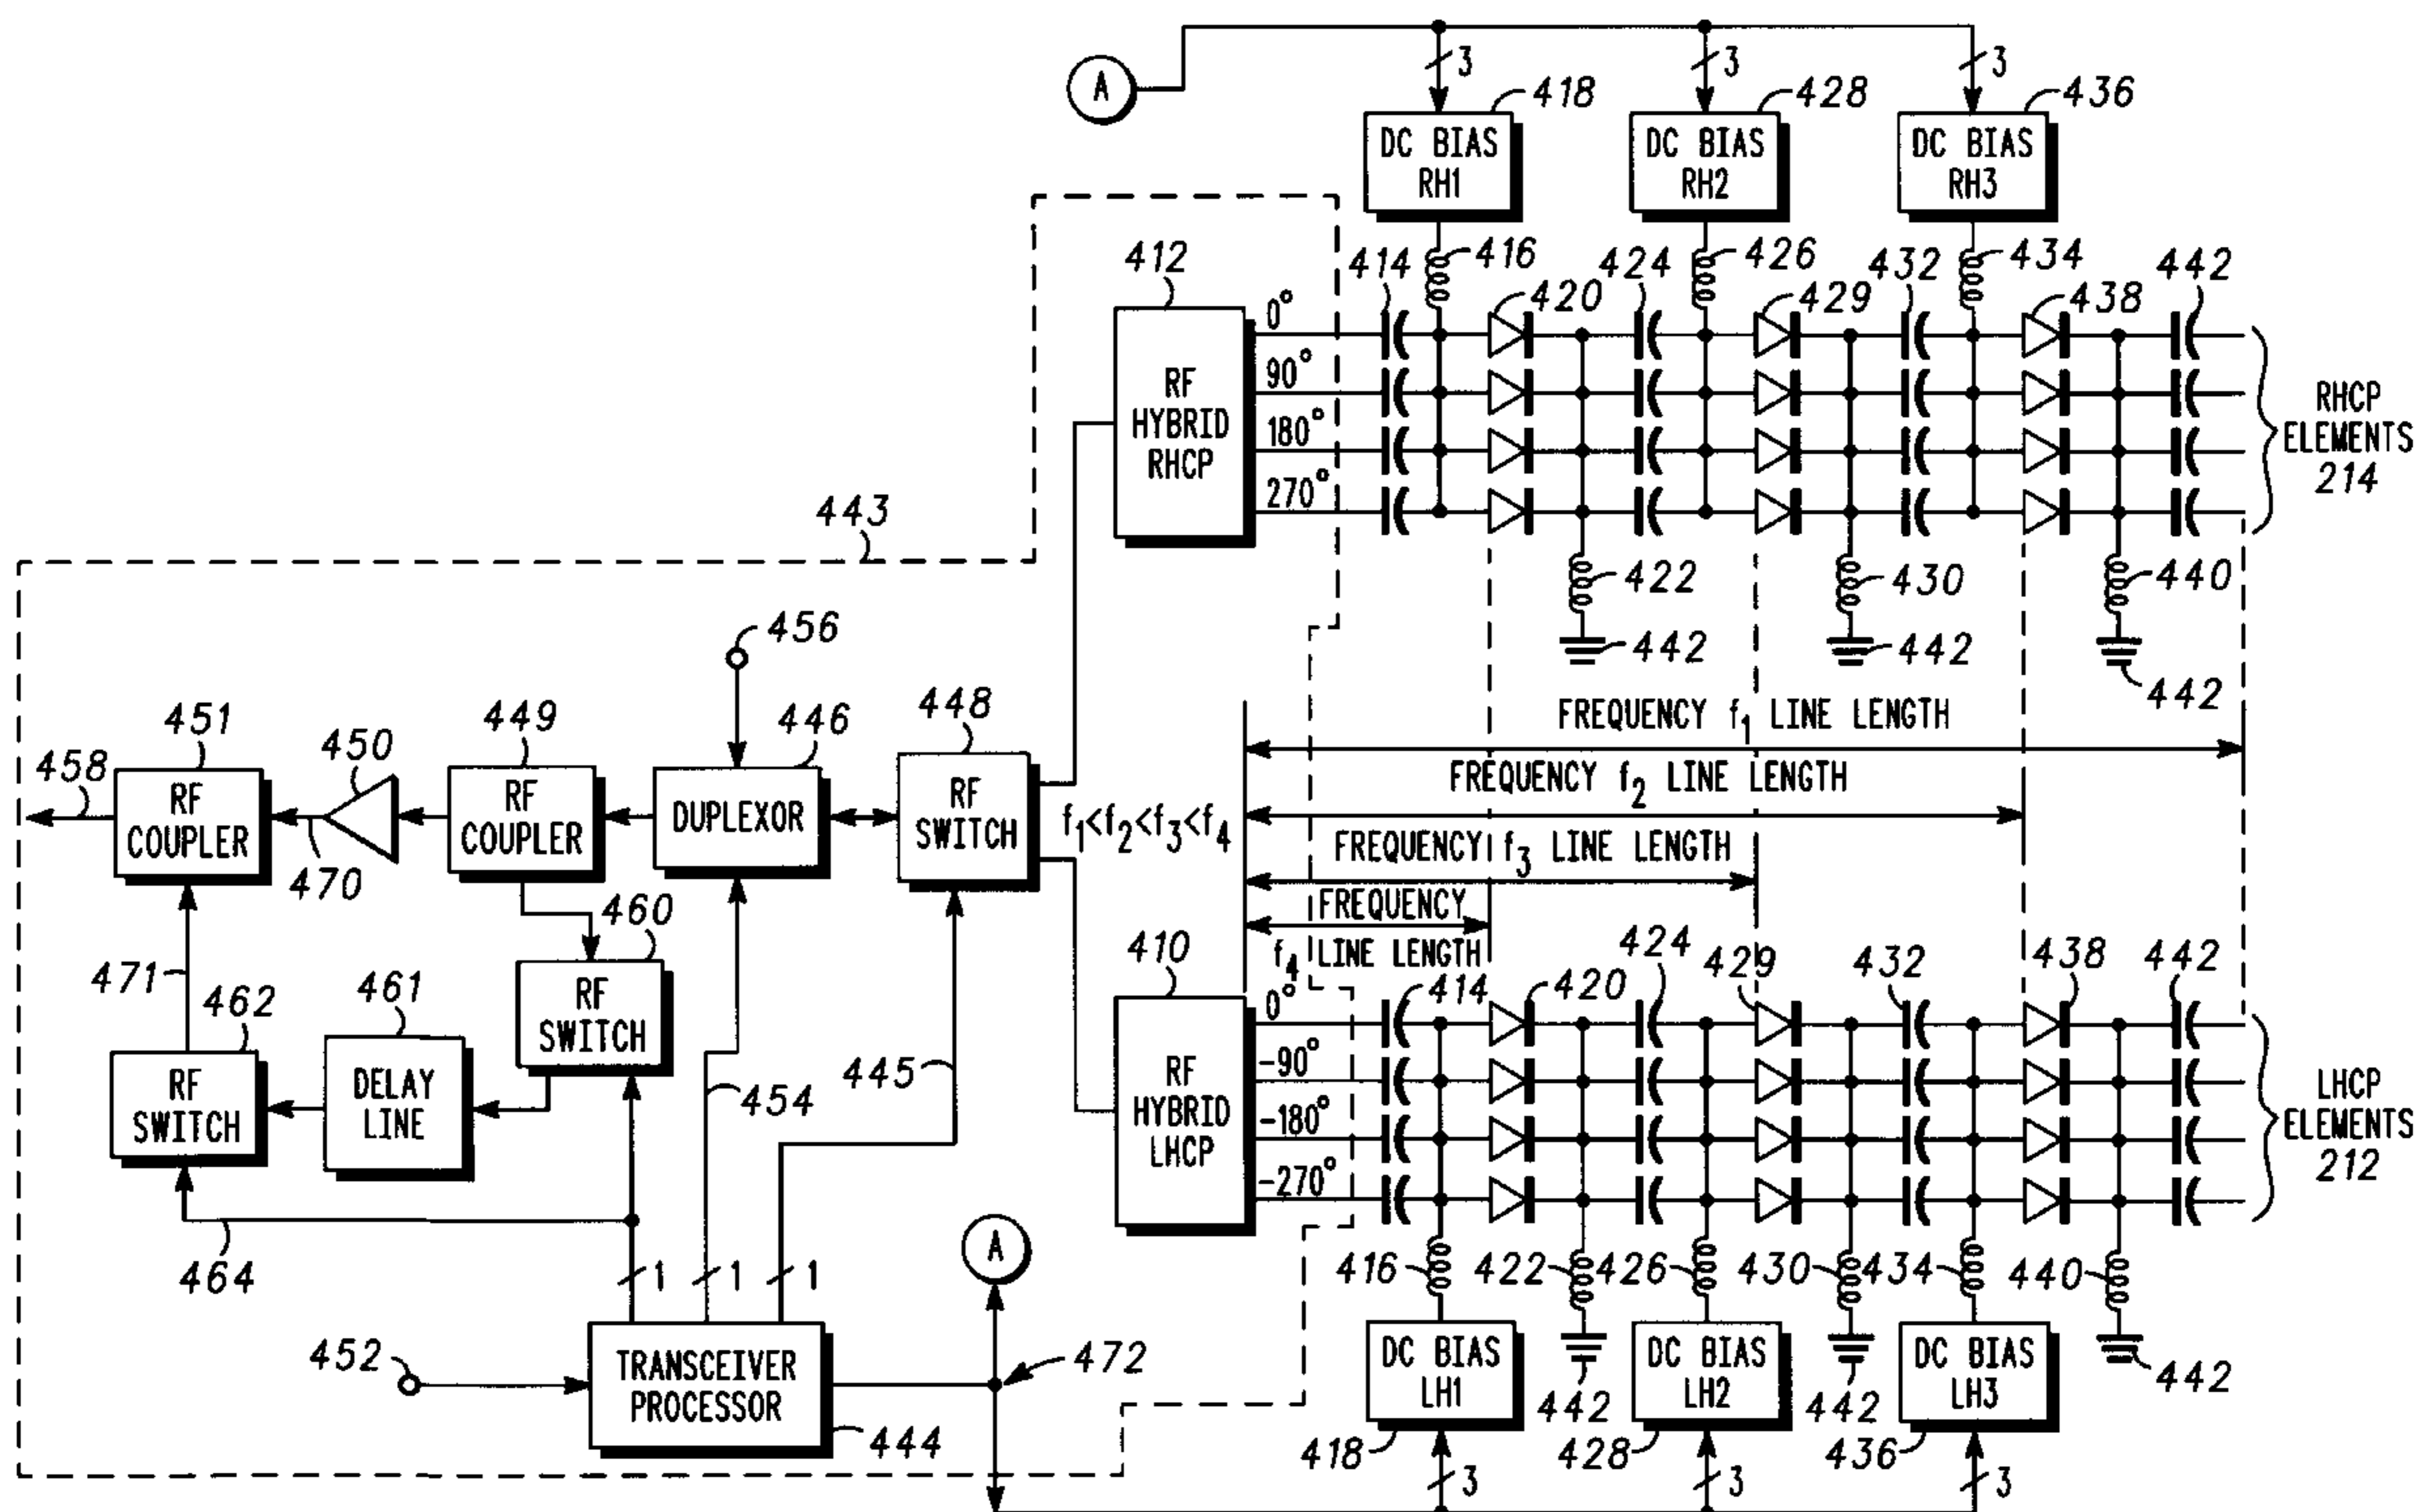 A
3
3
3
418
428
436
DC BIAS
RH1
DC BIAS
RH2
DC BIAS
RH3
412
414
416
424
426
432
434
442
420
429
438
RF
HYBRID
RHCP
0°
90°
180°
270°
RHCP
ELEMENTS
214
443
422
430
440
442
442
442
456
458
451
450
449
446
448
RF
COUPLER
RF
COUPLER
DUPLEXOR
RF
SWITCH
470
f1<f2<f3<f4
FREQUENCY f1 LINE LENGTH
FREQUENCY f2 LINE LENGTH
FREQUENCY f3 LINE LENGTH
FREQUENCY
f4 LINE LENGTH
460
471
462
461
RF
SWITCH
RF
SWITCH
DELAY
LINE
454
445
464
1
1
1
410
RF
HYBRID
LHCP
0°
-90°
-180°
-270°
414
420
424
429
432
438
442
LHCP
ELEMENTS
212
A
416
422
426
430
434
440
452
TRANSCEIVER
PROCESSOR
444
472
DC BIAS
LH1
DC BIAS
LH2
DC BIAS
LH3
442
442
442
418
428
436
3
3
3